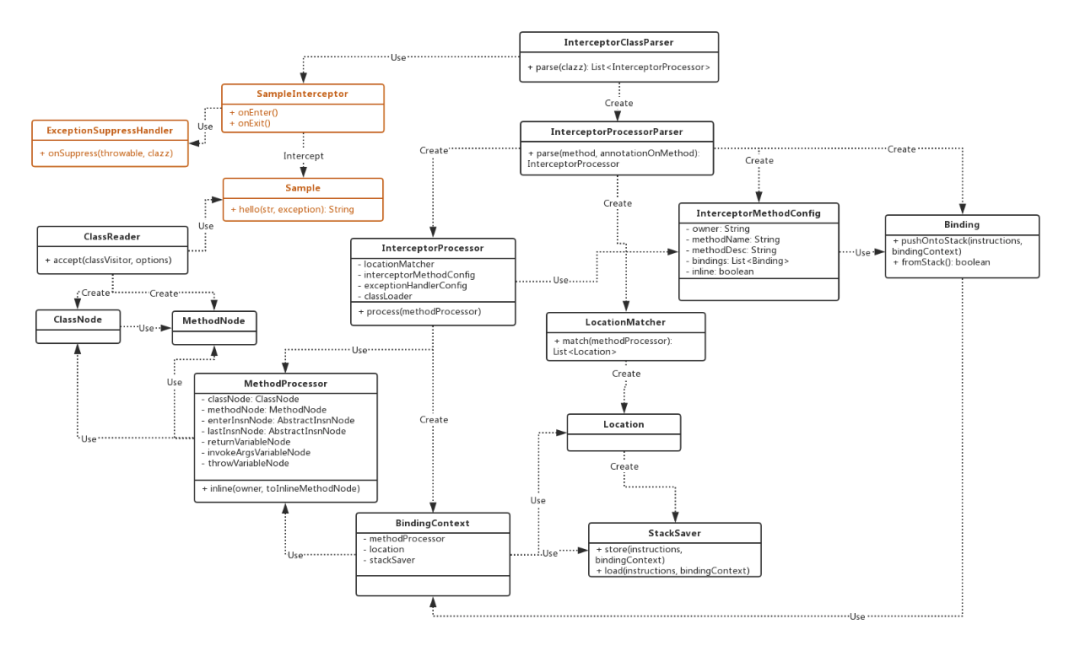 InterceptorClassParser
+ parse(clazz): List<InterceptorProcessor>
Use
SampleInterceptor
+ onEnter()
+ onExit()
Create
ExceptionSuppressHandler
+ onSuppress(throwable, clazz)
Use
InterceptorProcessorParser
+ parse(method, annotationOnMethod):
InterceptorProcessor
Create
Intercept
Create
Create
Sample
+ hello(str, exception): String
Create
Use
InterceptorMethodConfig
- owner: String
- methodName: String
- methodDesc: String
- bindings: List<Binding>
- inline: boolean
Binding
+ pushOntoStack(instructions,
bindingContext)
+ fromStack(): boolean
Use
ClassReader
+ accept(classVisitor, options)
InterceptorProcessor
- locationMatcher
- interceptorMethodConfig
- exceptionHandlerConfig
- classLoader
+ process(methodProcessor)
Use
Create
Create
ClassNode
Use
MethodNode
LocationMatcher
+ match(methodProcessor):
List<Location>
Use
Create
Use
MethodProcessor
- classNode: ClassNode
- methodNode: MethodNode
- enterInsnNode: AbstractInsnNode
- lastInsnNode: AbstractInsnNode
- returnVariableNode
- invokeArgsVariableNode
- throwVariableNode
+ inline(owner, toInlineMethodNode)
Create
Use
Location
Create
Use
BindingContext
- methodProcessor
- location
- stackSaver
Use
Use
StackSaver
+ store(instructions,
bindingContext)
+ load(instructions, bindingContext)
Use